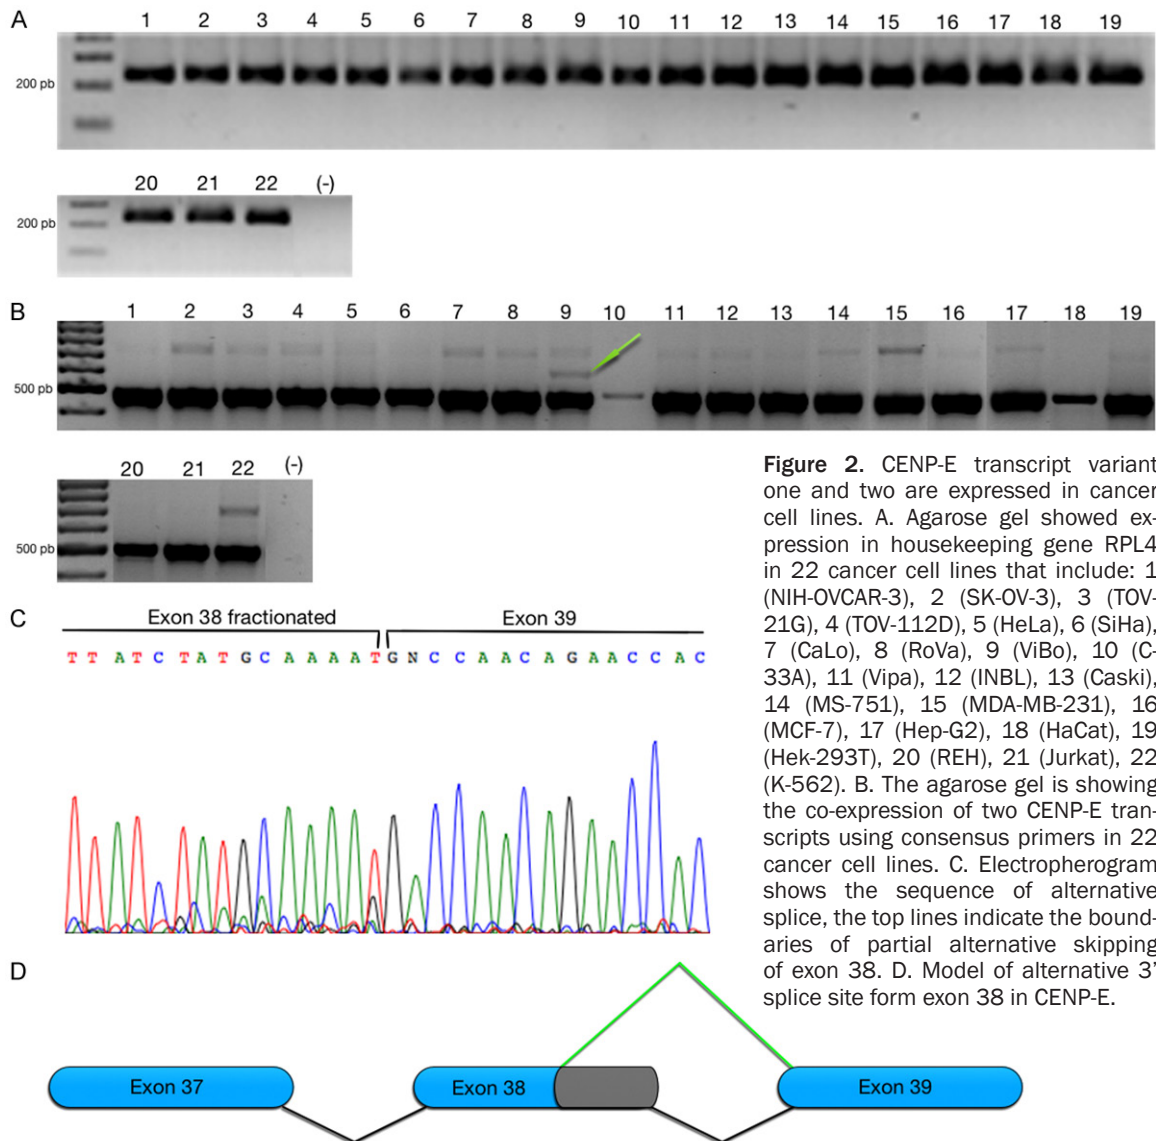 A
1 2 3 4 5 6 7 8 9 10 11 12 13 14 15 16 17 18 19
200 pb
20 21 22 (-)
200 pb
B
1 2 3 4 5 6 7 8 9 10 11 12 13 14 15 16 17 18 19
500 pb
20 21 22 (-)
500 pb
Figure 2. CENP-E transcript variant
one and two are expressed in cancer
cell lines. A. Agarose gel showed ex-
pression in housekeeping gene RPL4
in 22 cancer cell lines that include: 1
(NIH-OVCAR-3), 2 (SK-OV-3), 3 (TOV-
21G), 4 (TOV-112D), 5 (HeLa), 6 (SiHa),
7 (CaLo), 8 (RoVa), 9 (ViBo), 10 (C-
33A), 11 (Vipa), 12 (INBL), 13 (Caski),
14 (MS-751), 15 (MDA-MB-231), 16
(MCF-7), 17 (Hep-G2), 18 (HaCat), 19
(Hek-293T), 20 (REH), 21 (Jurkat), 22
(K-562). B. The agarose gel is showing
the co-expression of two CENP-E tran-
scripts using consensus primers in 22
cancer cell lines. C. Electropherogram
shows the sequence of alternative
splice, the top lines indicate the bound-
aries of partial alternative skipping
of exon 38. D. Model of alternative 3'
splice site form exon 38 in CENP-E.
C
Exon 38 fractionated Exon 39
T T A T C T A T G C A A A A T G N C C A A C A G A A C C A C
D
Exon 37 Exon 38 Exon 39